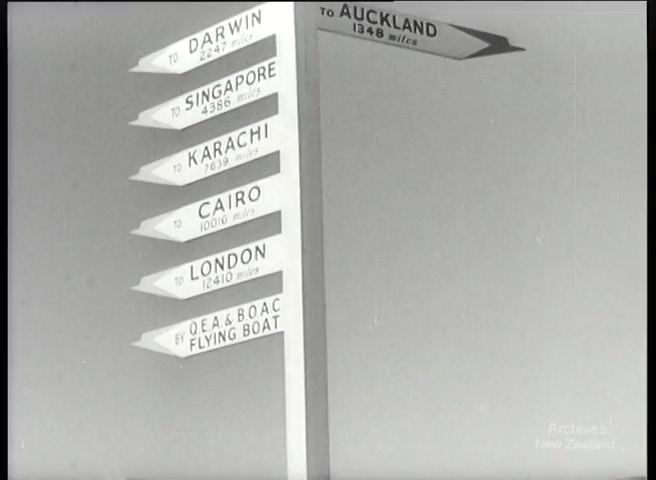 TO DARWIN
2247 miles
TO SINGAPORE
4386 miles
TO KARACHI
7839 miles
TO CAIRO
10016 miles
TO LONDON
12410 miles
BY Q.E.A. & B.O.A.C
FLYING BOAT
TO AUCKLAND
1348 miles
Archives
New Zealand